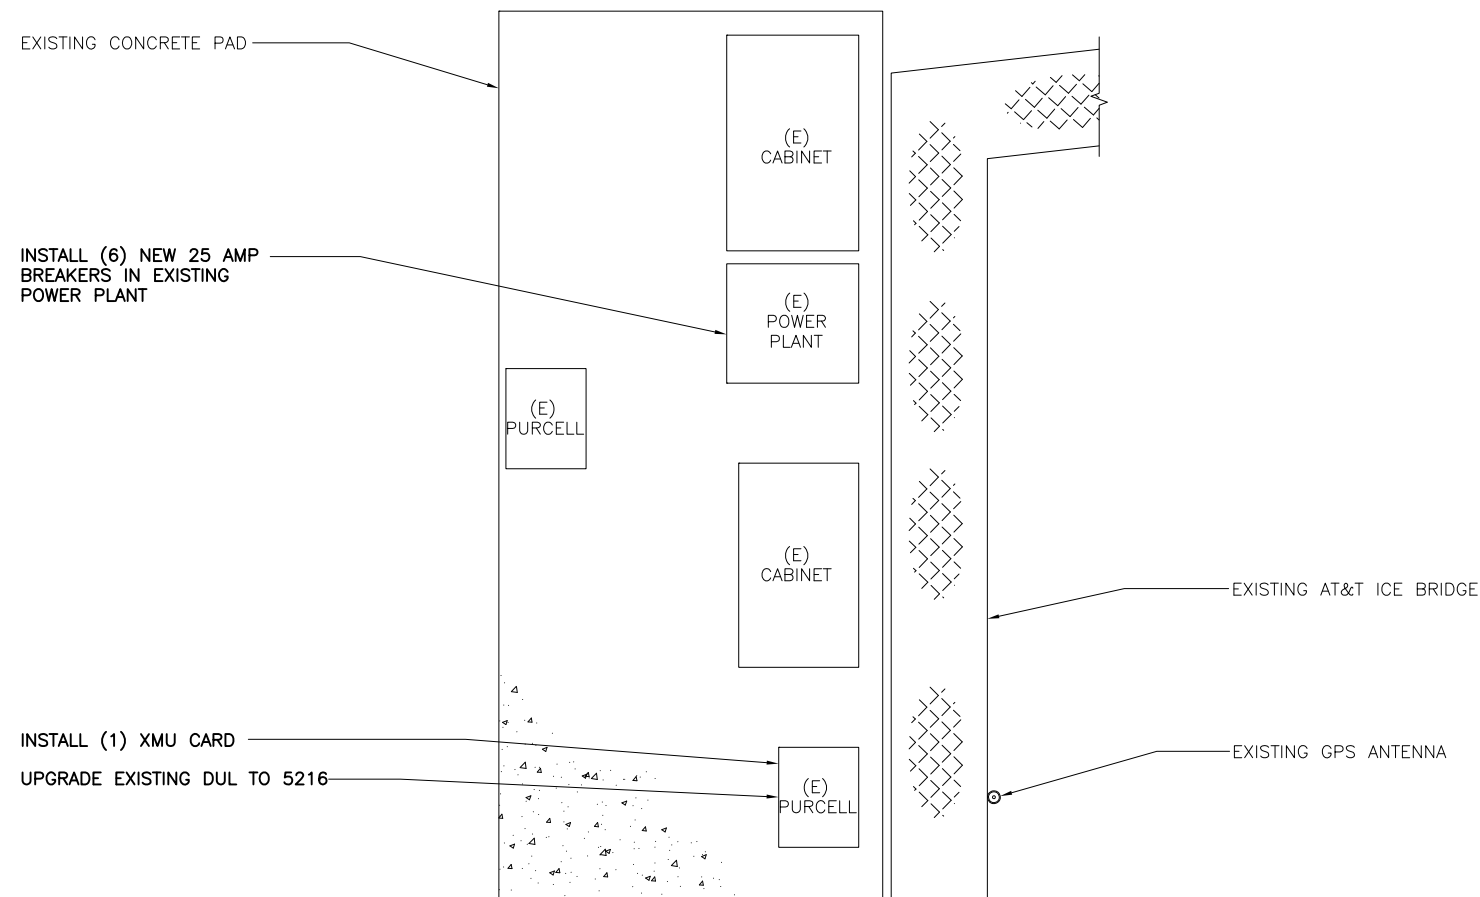 EXISTING CONCRETE PAD
(E)
CABINET
INSTALL (6) NEW 25 AMP
BREAKERS IN EXISTING
POWER PLANT
(E)
POWER
PLANT
(E)
PURCELL
(E)
CABINET
EXISTING AT&T ICE BRIDGE
INSTALL (1) XMU CARD
UPGRADE EXISTING DUL TO 5216
(E)
PURCELL
EXISTING GPS ANTENNA